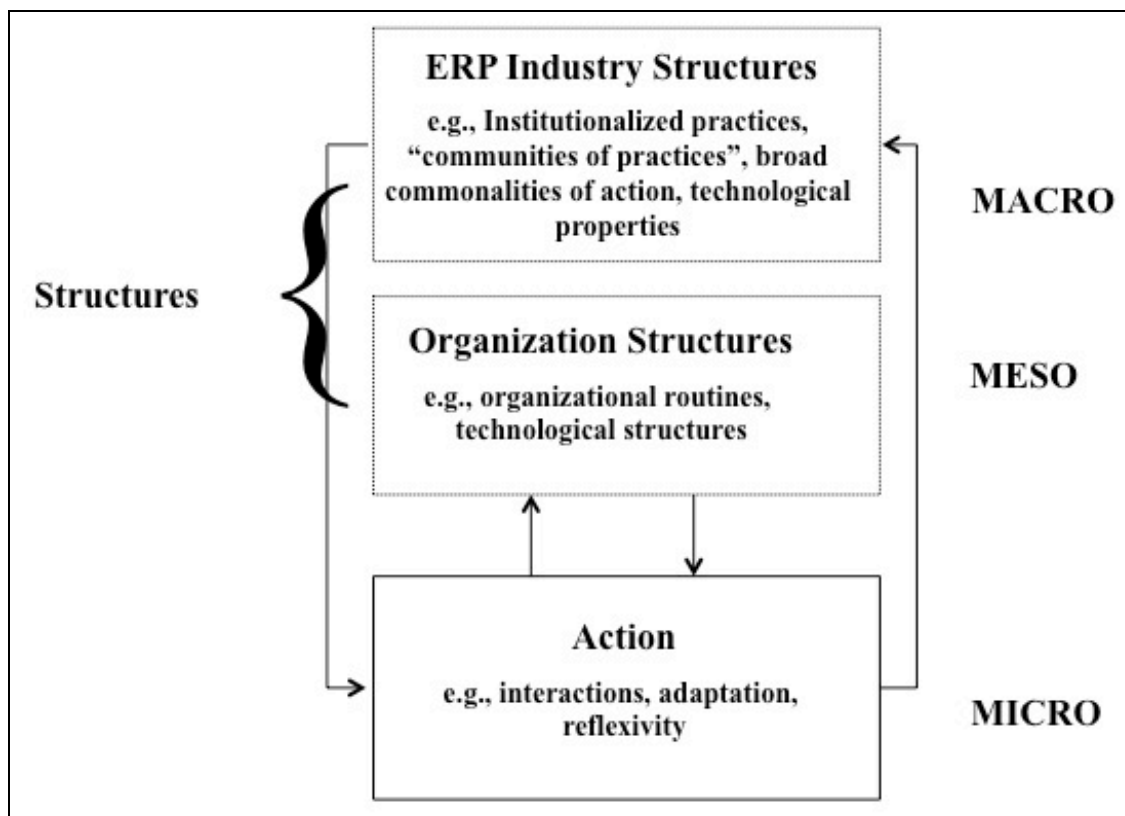 ERP Industry Structures
e.g., Institutionalized practices,
“communities of practices”, broad
commonalities of action, technological
properties
MACRO
Structures
Organization Structures
e.g., organizational routines,
technological structures
MESO
Action
e.g., interactions, adaptation,
reflexivity
MICRO